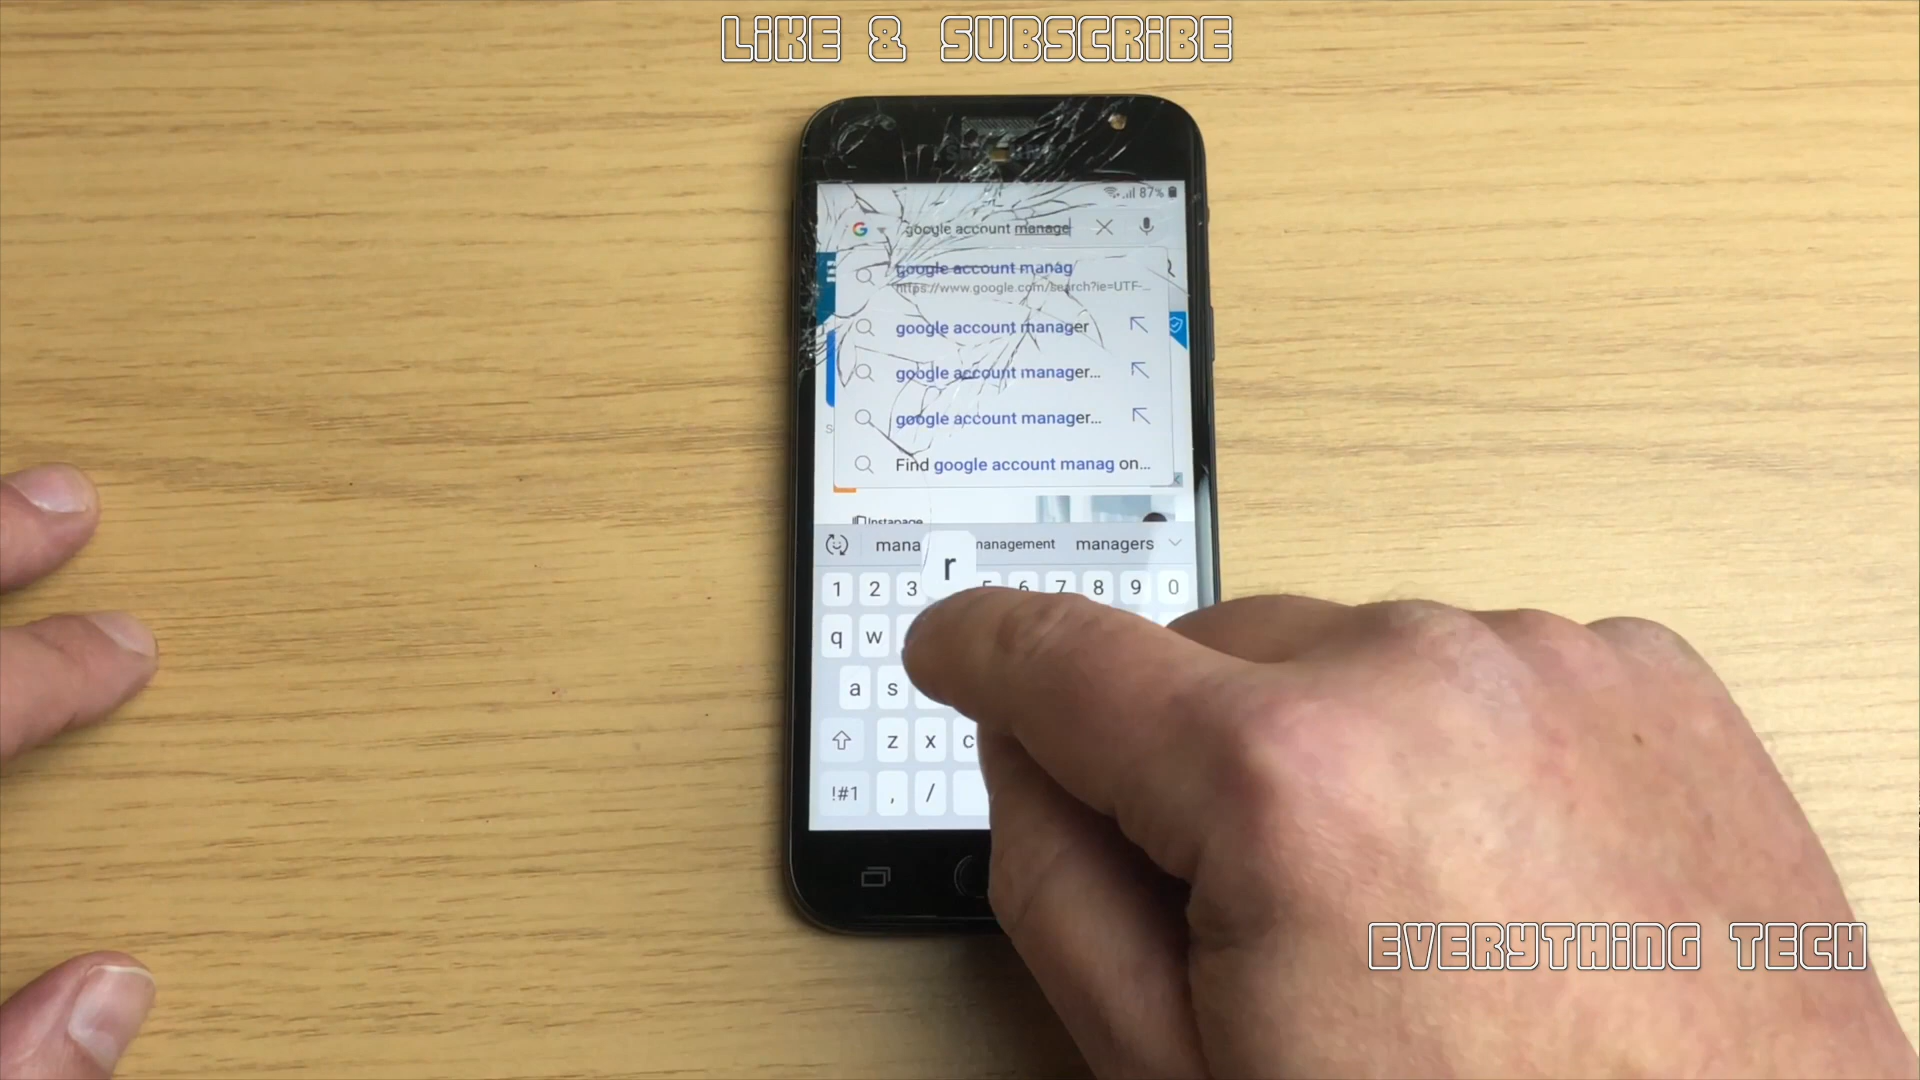 LIKE & SUBSCRIBE
87%
google account manage
google account manag
https://www.google.com/search?ie=UTF-...
google account manager
google account manager...
google account manager...
Find google account manag on...
Instapage
mana management managers
r
1 2 3 5 6 7 8 9 0
q w
a s
z x c
!#1 , /
EVERYTHING TECH